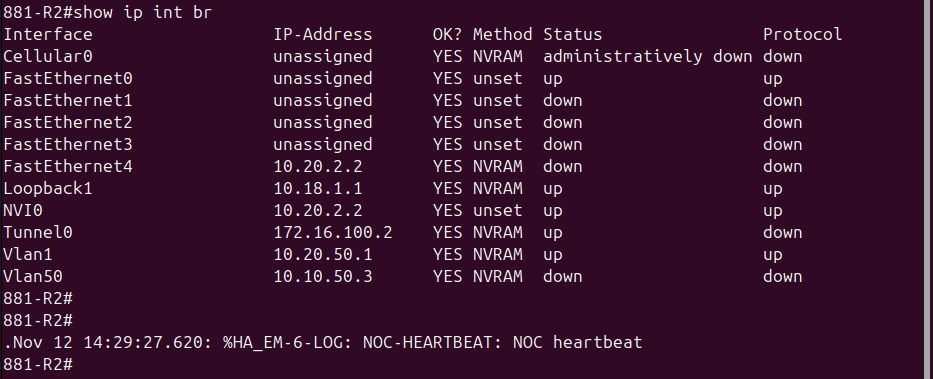 881-R2#show ip int br
Interface                  IP-Address      OK? Method Status                Protocol
Cellular0                  unassigned      YES NVRAM  administratively down down
FastEthernet0              unassigned      YES unset  up                    up
FastEthernet1              unassigned      YES unset  down                  down
FastEthernet2              unassigned      YES unset  down                  down
FastEthernet3              unassigned      YES unset  down                  down
FastEthernet4              10.20.2.2       YES NVRAM  down                  down
Loopback1                  10.18.1.1       YES NVRAM  up                    up
NVI0                       10.20.2.2       YES unset  up                    up
Tunnel0                    172.16.100.2    YES NVRAM  up                    down
Vlan1                      10.20.50.1      YES NVRAM  up                    up
Vlan50                     10.10.50.3      YES NVRAM  down                  down
881-R2#
881-R2#
.Nov 12 14:29:27.620: %HA_EM-6-LOG: NOC-HEARTBEAT: NOC heartbeat
881-R2#